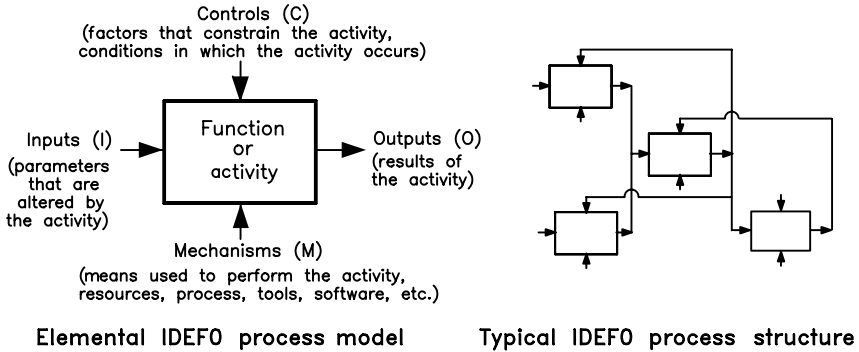 Controls (C)
(factors that constrain the activity,
conditions in which the activity occurs)
Inputs (I)
(parameters
that are
altered by
the activity)
Function
or
activity
Outputs (O)
(results of
the activity)
Mechanisms (M)
(means used to perform the activity,
resources, process, tools, software, etc.)
Elemental IDEF0 process model
Typical IDEF0 process structure